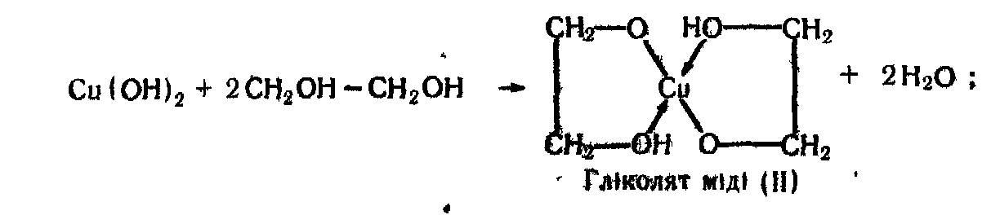 CH₂—O HO—CH₂
Cu(OH)₂ + 2CH₂OH–CH₂OH → Cu + 2H₂O ;
CH₂—OH O—CH₂
Гліколят міді (II)